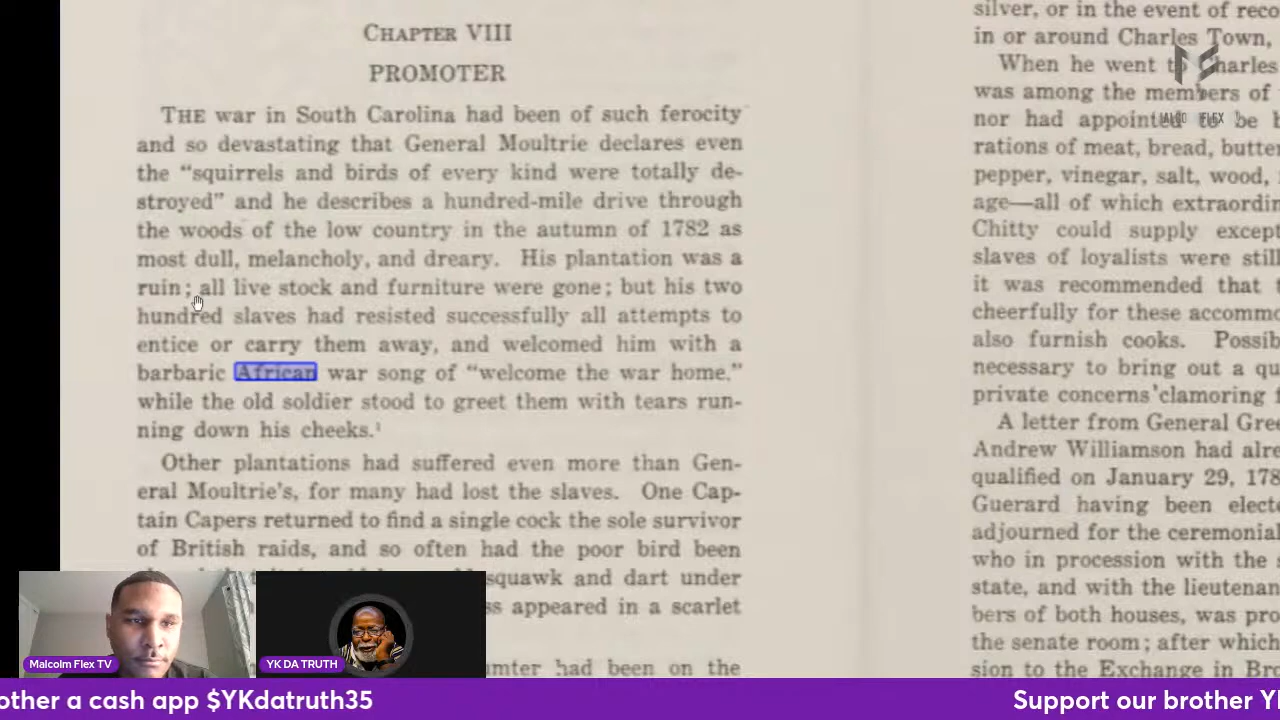 CHAPTER VIII
PROMOTER
THE war in South Carolina had been of such ferocity
and so devastating that General Moultrie declares even
the “squirrels and birds of every kind were totally de-
stroyed” and he describes a hundred-mile drive through
the woods of the low country in the autumn of 1782 as
most dull, melancholy, and dreary. His plantation was a
ruin; all live stock and furniture were gone; but his two
hundred slaves had resisted successfully all attempts to
entice or carry them away, and welcomed him with a
barbaric African war song of “welcome the war home.”
while the old soldier stood to greet them with tears run-
ning down his cheeks.¹
Other plantations had suffered even more than Gen-
eral Moultrie's, for many had lost the slaves. One Cap-
tain Capers returned to find a single cock the sole survivor
of British raids, and so often had the poor bird been
squawk and dart under
appeared in a scarlet
had been on the
silver, or in the event of
in or around Charles Town,
When he went to Charles
was among the members of
nor had appointed to be
rations of meat, bread, butter
pepper, vinegar, salt, wood,
age—all of which
Chitty could supply except
slaves of loyalists were still
it was recommended that
cheerfully for these
also furnish cooks.
necessary to bring out a
private concerns clamoring
A letter from General
Andrew Williamson had
qualified on January 29,
Guerard having been
adjourned for the
who in procession with the
state, and with the lieutenant
bers of both houses, was
the senate room; after which
sion to the Exchange in
Malcolm Flex TV
YK DA TRUTH
other a cash app $YKdatruth35
Support our brother